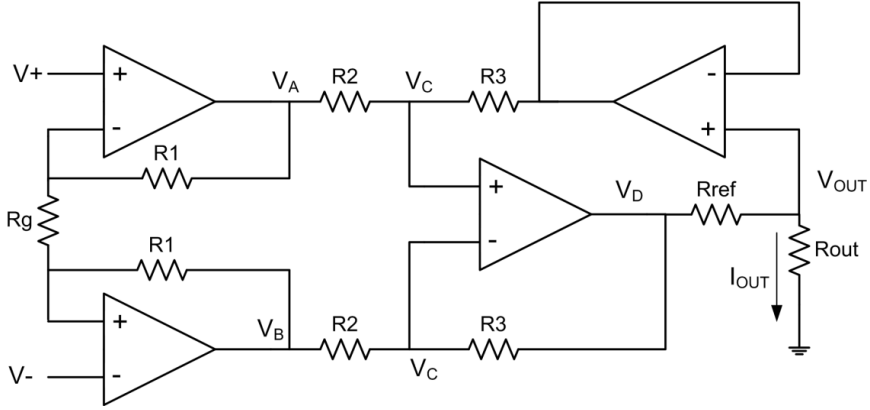 V+
+
-
VA
R2
VC
R3
-
+
R1
Rg
R1
+
-
VD
Rref
VOUT
Rout
IOUT
+
-
V-
VB
R2
VC
R3